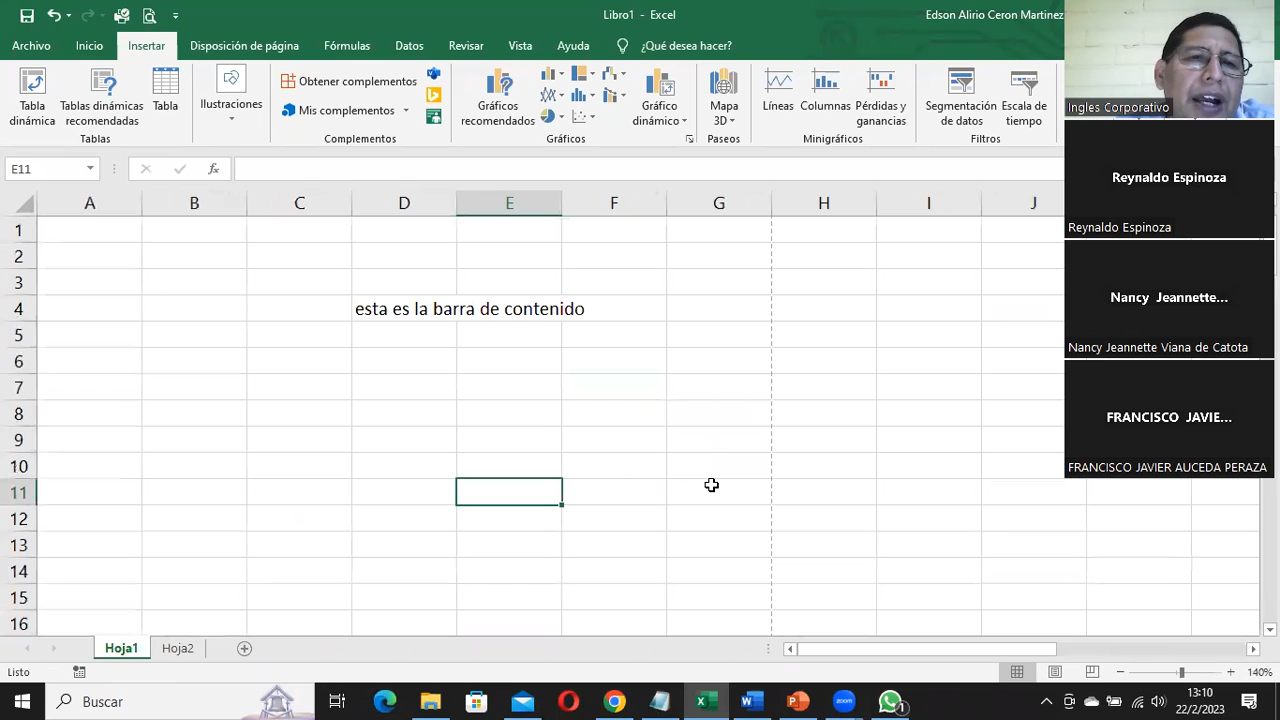 Libro1 - Excel
Edson Alirio Ceron Martinez
Archivo
Inicio
Insertar
Disposición de página
Fórmulas
Datos
Revisar
Vista
Ayuda
¿Qué desea hacer?
Tabla dinámica
Tablas dinámicas recomendadas
Tabla
Tablas
Ilustraciones
Obtener complementos
Mis complementos
Complementos
Gráficos recomendados
Gráfico dinámico
Gráficos
Mapa 3D
Paseos
Líneas
Columnas
Pérdidas y ganancias
Minigráficos
Segmentación de datos
Escala de tiempo
Filtros
Ingles Corporativo
Reynaldo Espinoza
Reynaldo Espinoza
Nancy Jeannette...
Nancy Jeannette Viana de Catota
FRANCISCO JAVIE...
FRANCISCO JAVIER AUCEDA PERAZA
E11
fx
A B C D E F G H I J
1
2
3
4 esta es la barra de contenido
5
6
7
8
9
10
11
12
13
14
15
16
Hoja1
Hoja2
Listo
140%
Buscar
zoom
1
13:10
22/2/2023